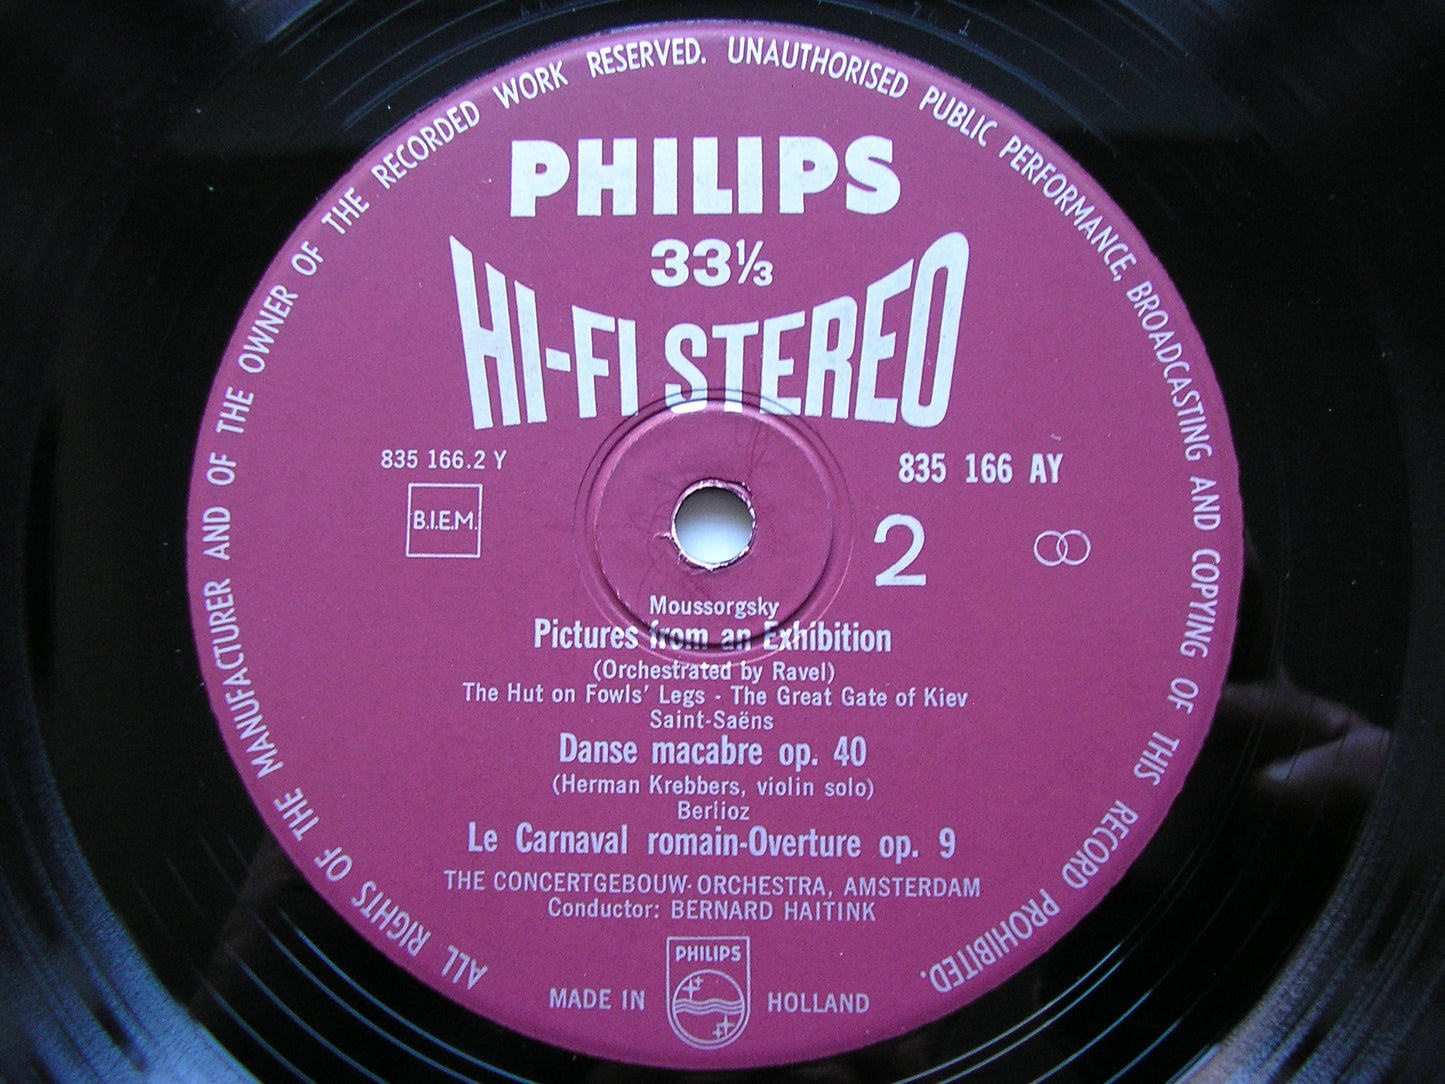 ALL RIGHTS OF THE MANUFACTURER AND OF THE OWNER OF THE RECORDED WORK RESERVED. UNAUTHORISED PUBLIC PERFORMANCE, BROADCASTING AND COPYING OF THIS RECORD PROHIBITED.
PHILIPS
33⅓
HI-FI STEREO
835 166.2 Y
835 166 AY
B.I.E.M.
2
Moussorgsky
Pictures from an Exhibition
(Orchestrated by Ravel)
The Hut on Fowls' Legs - The Great Gate of Kiev
Saint-Saëns
Danse macabre op. 40
(Herman Krebbers, violin solo)
Berlioz
Le Carnaval romain-Overture op. 9
THE CONCERTGEBOUW-ORCHESTRA, AMSTERDAM
Conductor: BERNARD HAITINK
PHILIPS
MADE IN HOLLAND